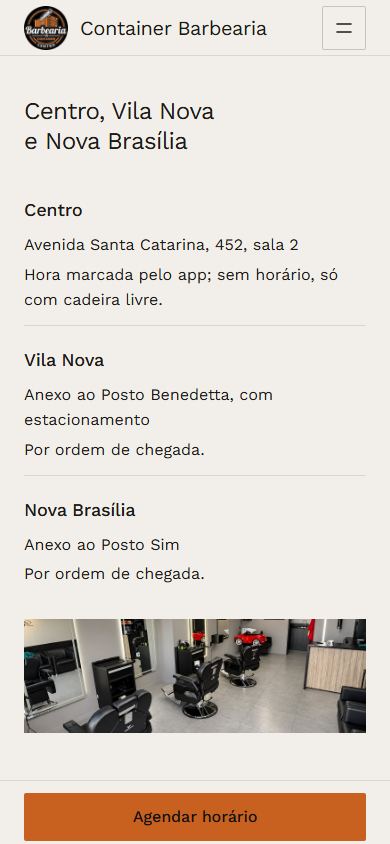 Barbearia
Container Barbearia
Centro, Vila Nova
e Nova Brasília
Centro
Avenida Santa Catarina, 452, sala 2
Hora marcada pelo app; sem horário, só
com cadeira livre.
Vila Nova
Anexo ao Posto Benedetta, com
estacionamento
Por ordem de chegada.
Nova Brasília
Anexo ao Posto Sim
Por ordem de chegada.
Agendar horário